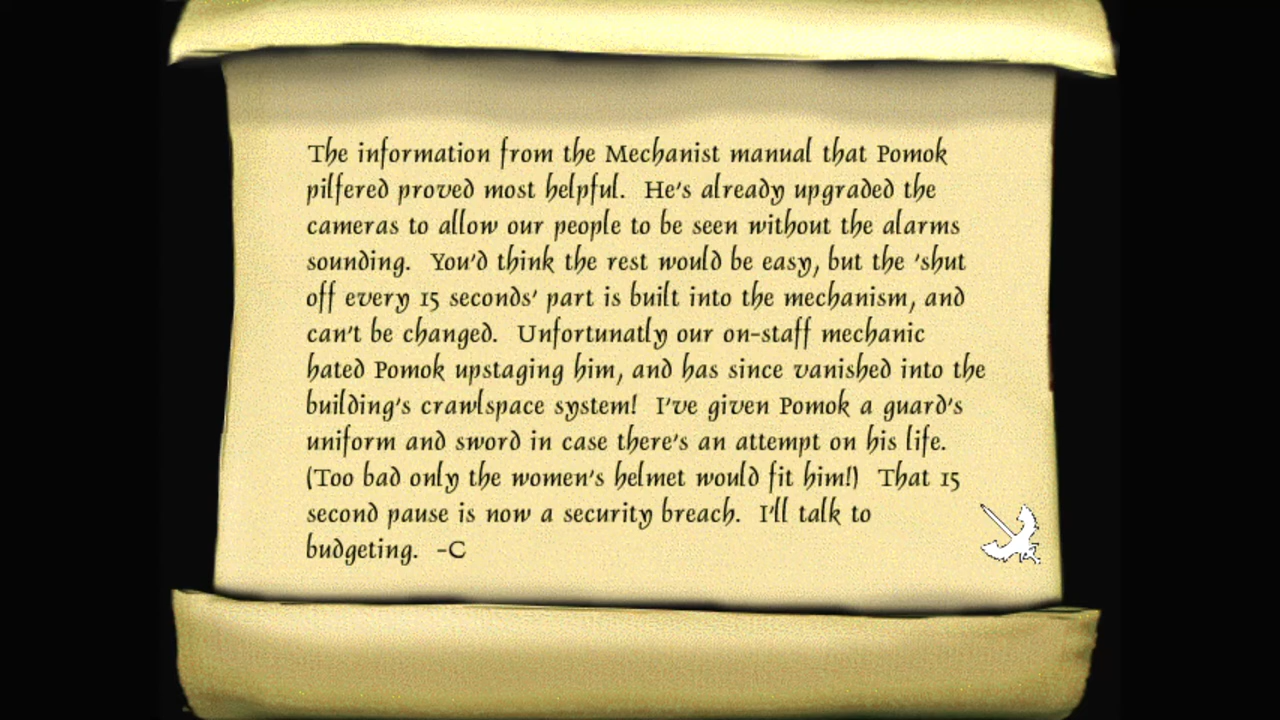 The information from the Mechanist manual that Pomok
pilfered proved most helpful.  He's already upgraded the
cameras to allow our people to be seen without the alarms
sounding.  You'd think the rest would be easy, but the 'shut
off every 15 seconds' part is built into the mechanism, and
can't be changed.  Unfortunatly our on-staff mechanic
hated Pomok upstaging him, and has since vanished into the
building's crawlspace system!  I've given Pomok a guard's
uniform and sword in case there's an attempt on his life.
(Too bad only the women's helmet would fit him!)  That 15
second pause is now a security breach.  I'll talk to
budgeting.  -C